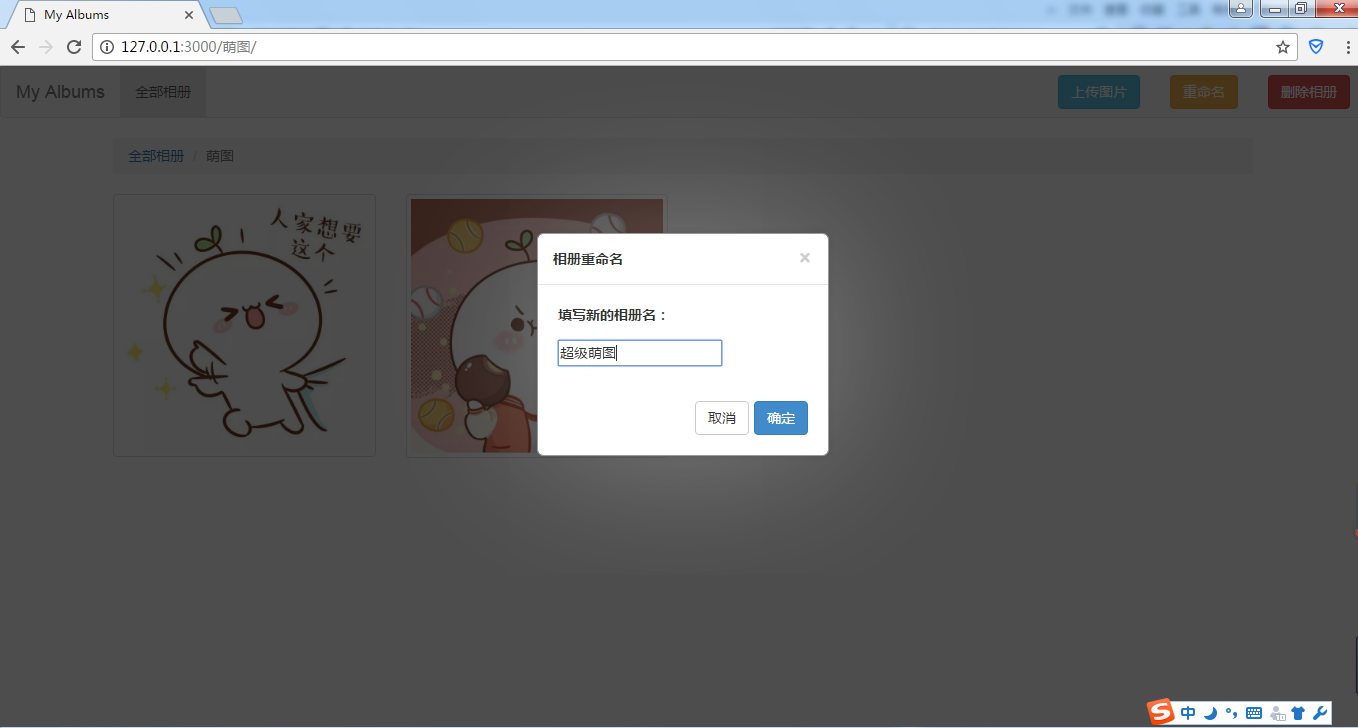 My Albums
127.0.0.1:3000/萌图/
My Albums 全部相册 上传图片 重命名 删除相册
全部相册 / 萌图
人家想要
这个
相册重命名 ×
填写新的相册名：
超级萌图
取消 确定
S 中